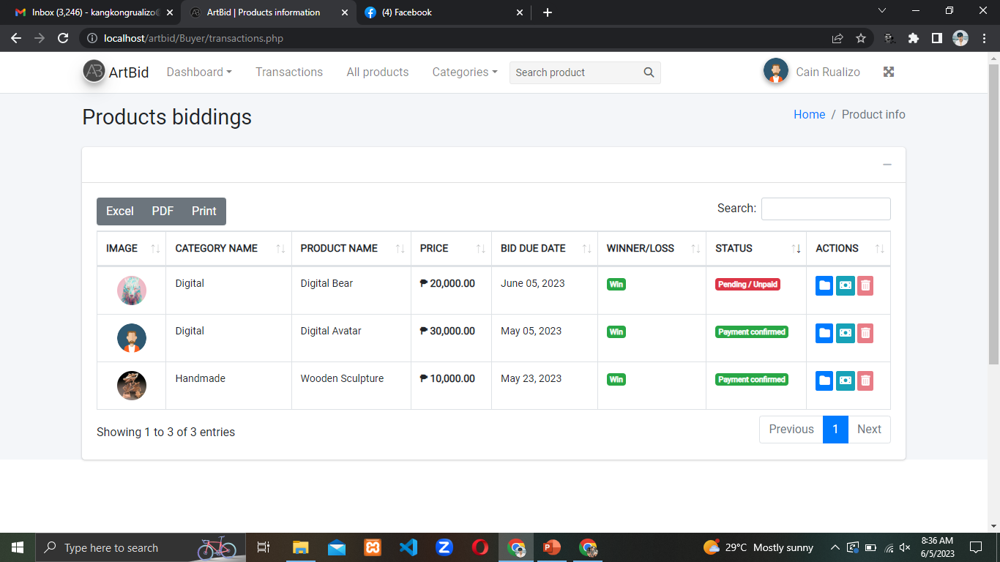 Inbox (3,246) - kangkongrualizo@
ArtBid | Products information
(4) Facebook
localhost/artbid/Buyer/transactions.php
AB ArtBid Dashboard Transactions All products Categories Search product Cain Rualizo
Products biddings
Home / Product info
Excel PDF Print
Search:
IMAGE CATEGORY NAME PRODUCT NAME PRICE BID DUE DATE WINNER/LOSS STATUS ACTIONS
Digital Digital Bear ₱ 20,000.00 June 05, 2023 Win Pending / Unpaid
Digital Digital Avatar ₱ 30,000.00 May 05, 2023 Win Payment confirmed
Handmade Wooden Sculpture ₱ 10,000.00 May 23, 2023 Win Payment confirmed
Showing 1 to 3 of 3 entries
Previous 1 Next
Type here to search
29°C Mostly sunny
8:36 AM
6/5/2023